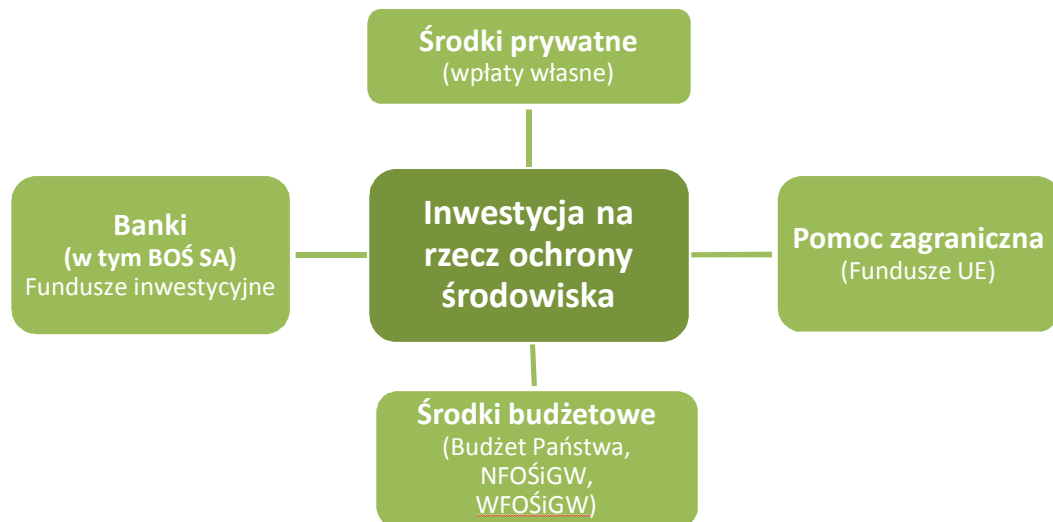 Środki prywatne
(wpłaty własne)
Banki
(w tym BOŚ SA)
Fundusze inwestycyjne
Inwestycja na
rzecz ochrony
środowiska
Pomoc zagraniczna
(Fundusze UE)
Środki budżetowe
(Budżet Państwa,
NFOŚiGW,
WFOŚiGW)